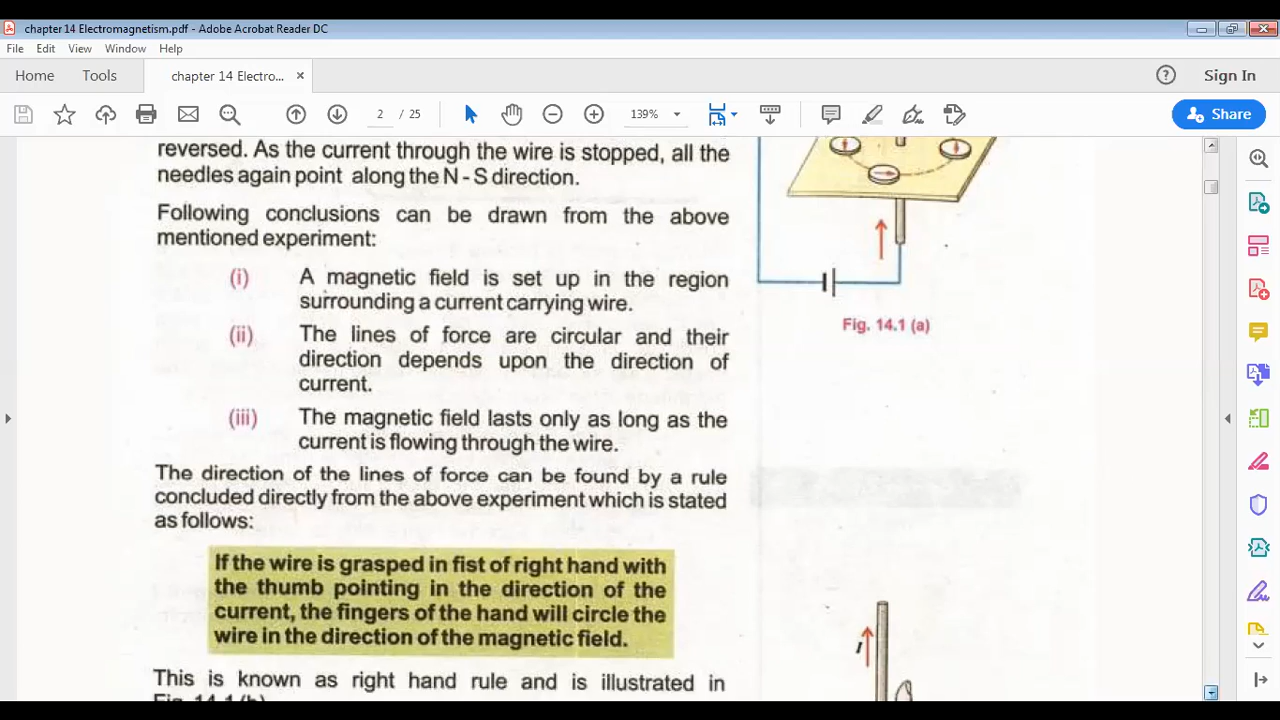 chapter 14 Electromagnetism.pdf - Adobe Acrobat Reader DC
File Edit View Window Help
Home Tools chapter 14 Electro... × Sign In
2 / 25 139% Share
reversed. As the current through the wire is stopped, all the
needles again point along the N - S direction.
Following conclusions can be drawn from the above
mentioned experiment:
(i) A magnetic field is set up in the region
surrounding a current carrying wire.
(ii) The lines of force are circular and their
direction depends upon the direction of
current.
(iii) The magnetic field lasts only as long as the
current is flowing through the wire.
The direction of the lines of force can be found by a rule
concluded directly from the above experiment which is stated
as follows:
If the wire is grasped in fist of right hand with
the thumb pointing in the direction of the
current, the fingers of the hand will circle the
wire in the direction of the magnetic field.
This is known as right hand rule and is illustrated in
Fig. 14.1 (b).
Fig. 14.1 (a)
I